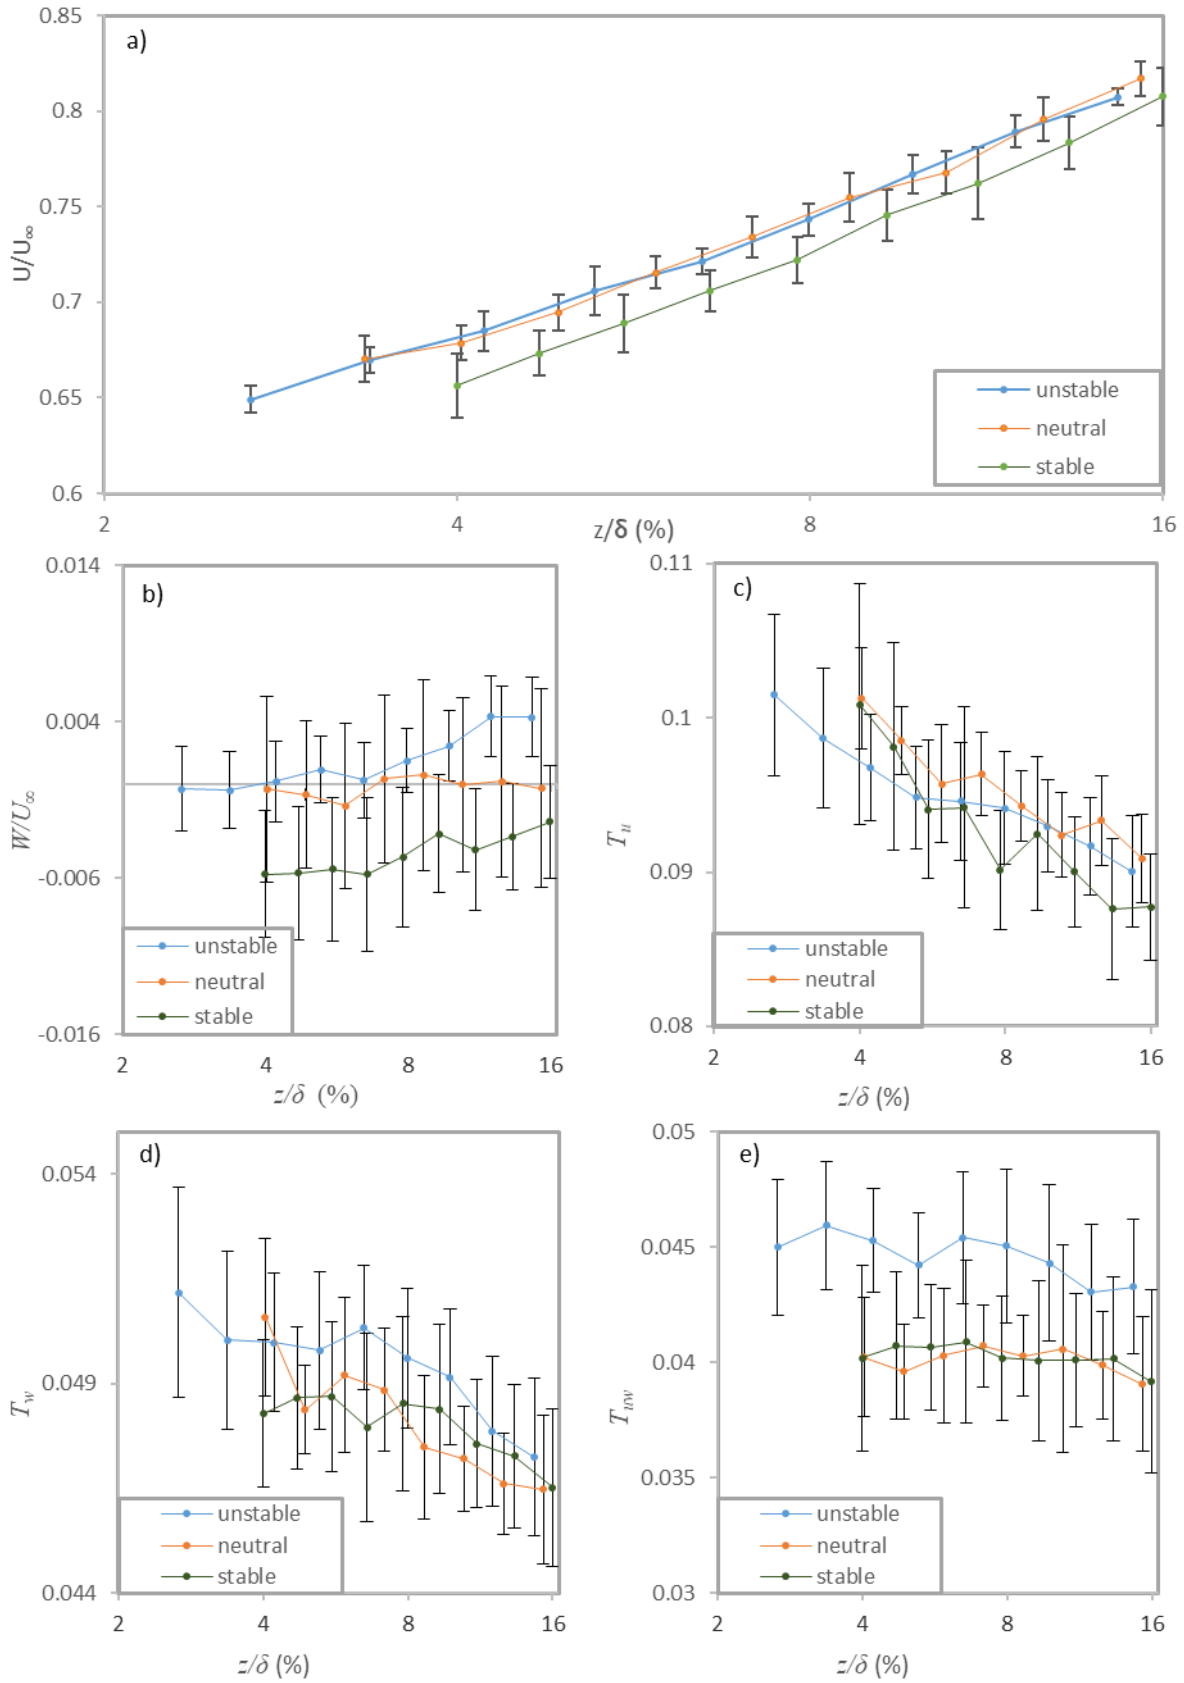 a)
0.85
0.8
0.75
0.7
0.65
0.6
U/U∞
2
4
8
16
z/δ (%)
unstable
neutral
stable
b)
0.014
0.004
-0.006
-0.016
W/U∞
2
4
8
16
z/δ (%)
unstable
neutral
stable
c)
0.11
0.1
0.09
0.08
Tu
2
4
8
16
z/δ (%)
unstable
neutral
stable
d)
0.054
0.049
0.044
Tw
2
4
8
16
z/δ (%)
unstable
neutral
stable
e)
0.05
0.045
0.04
0.035
0.03
Tuw
2
4
8
16
z/δ (%)
unstable
neutral
stable